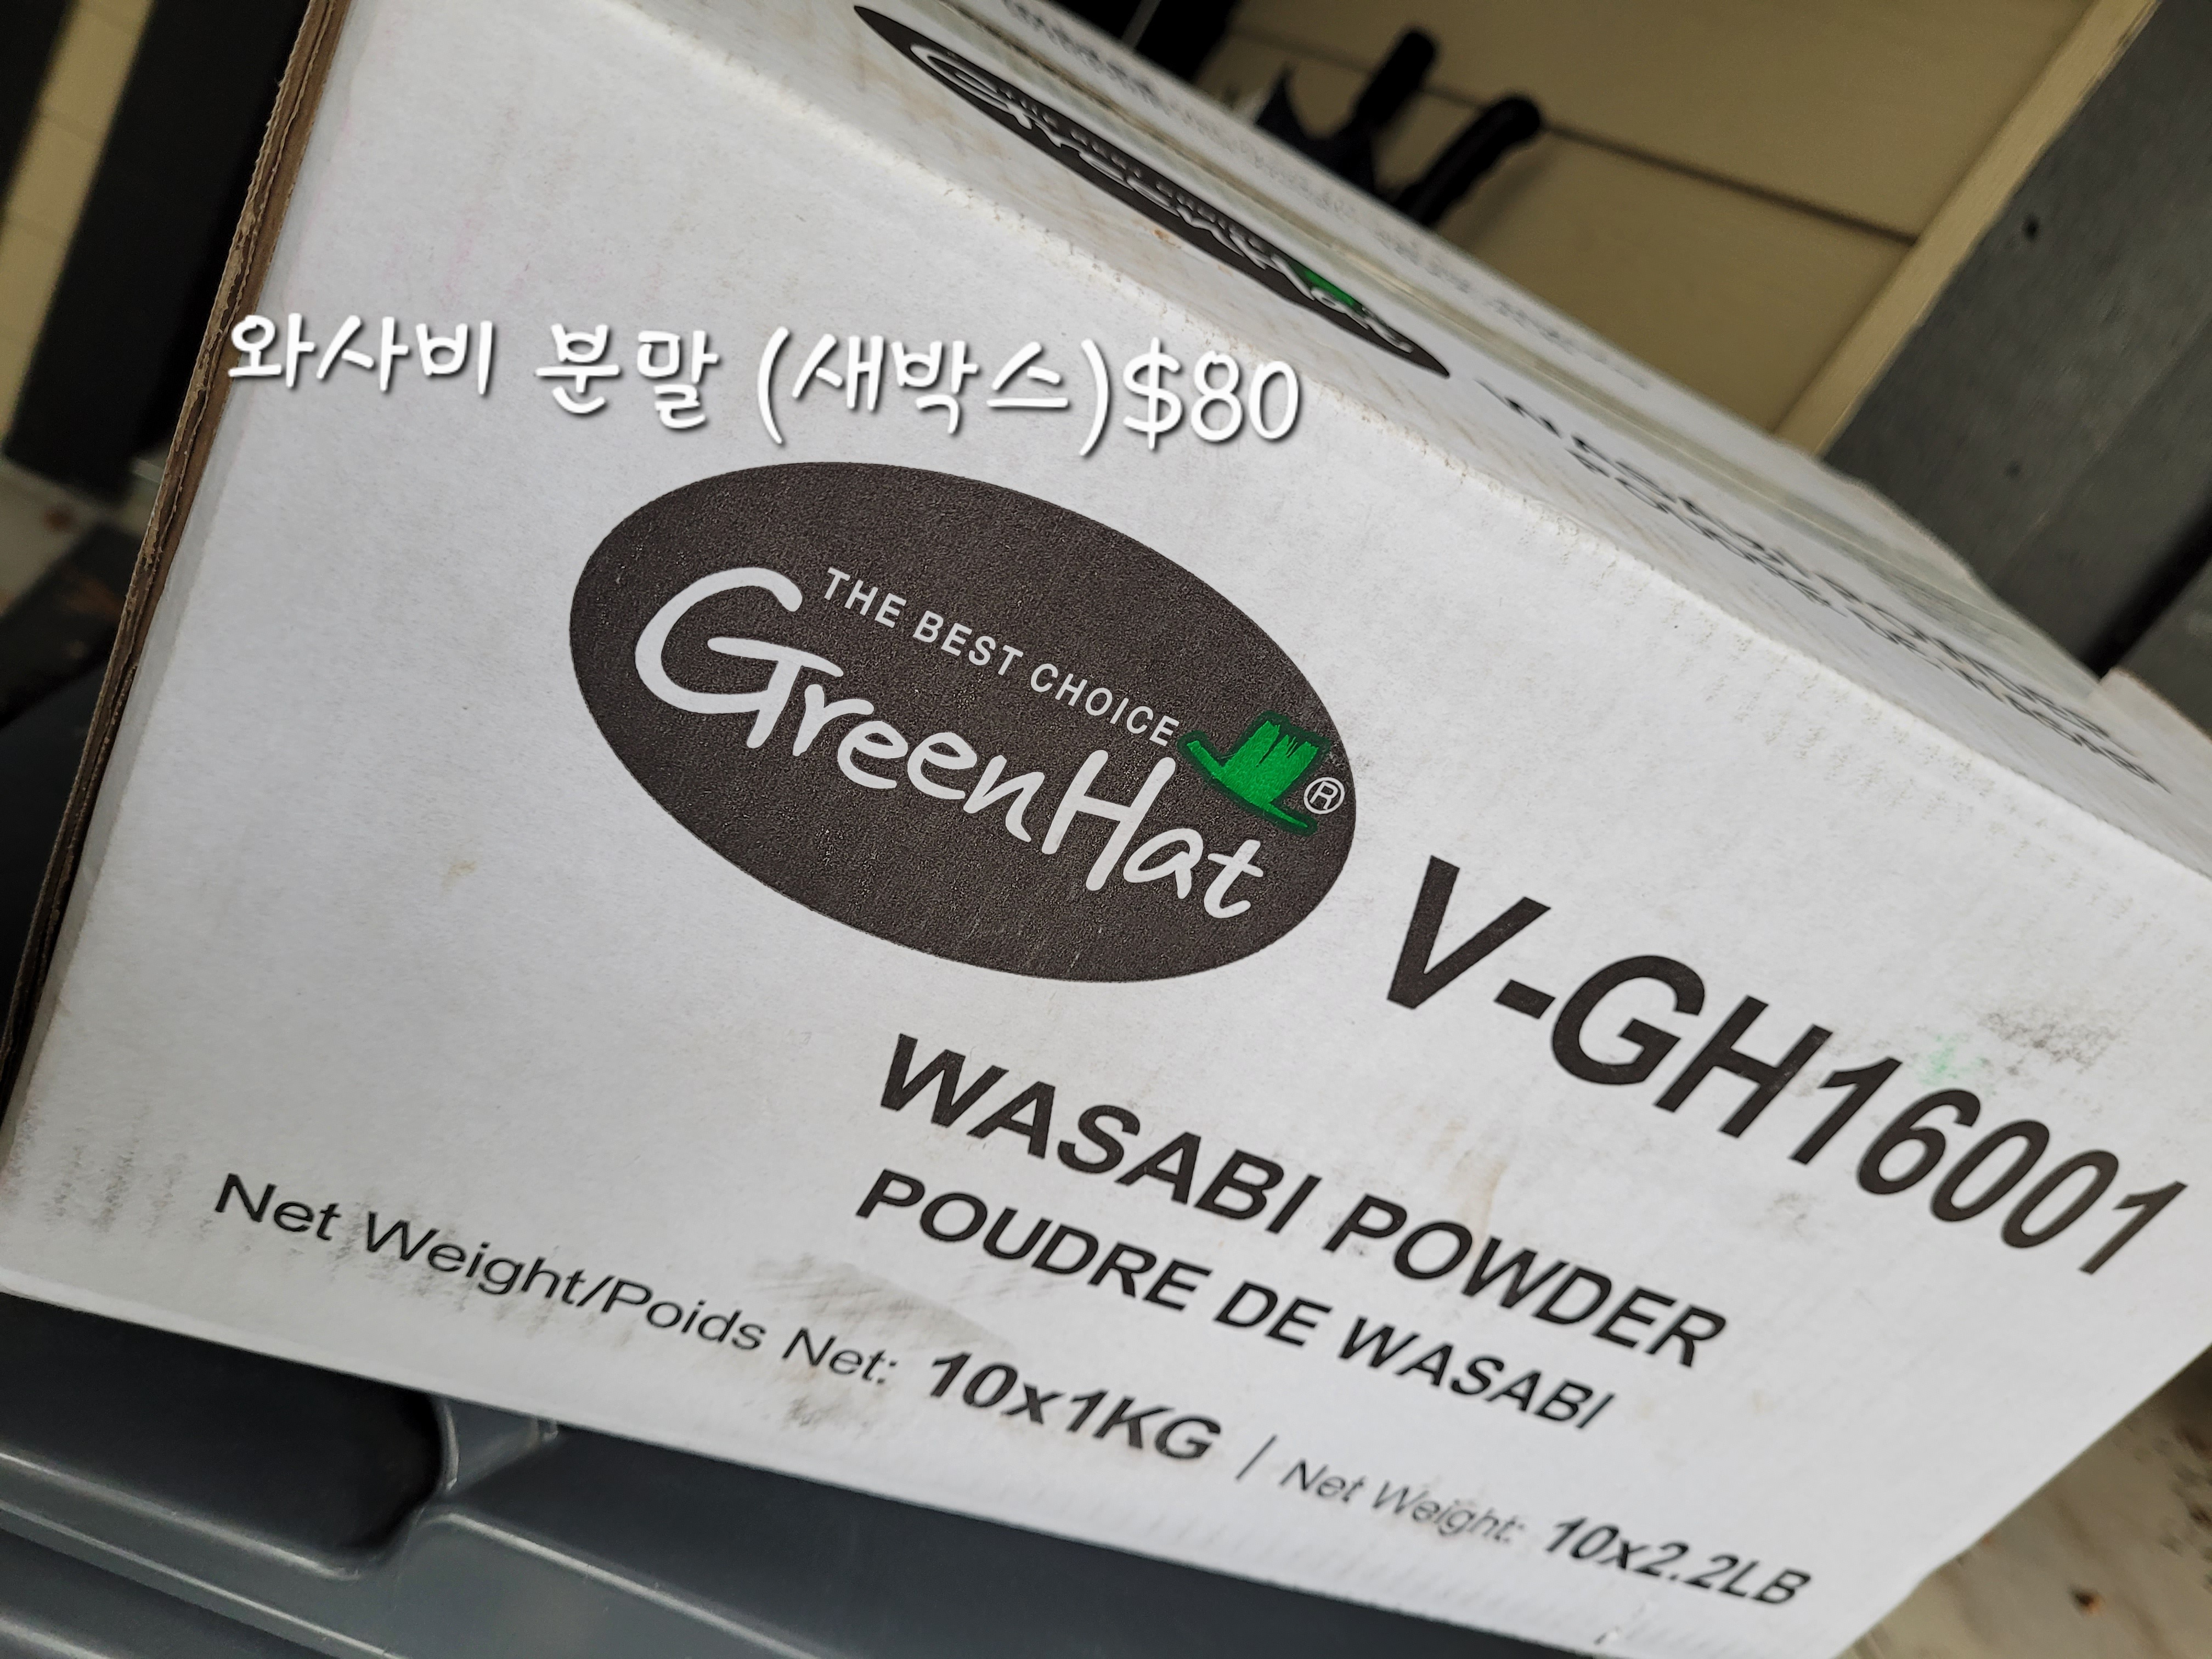 와사비 분말 (새박스)$80
THE BEST CHOICE
GreenHat®
V-GH16001
WASABI POWDER
POUDRE DE WASABI
Net Weight/Poids Net: 10x1KG / Net Weight: 10x2.2LB